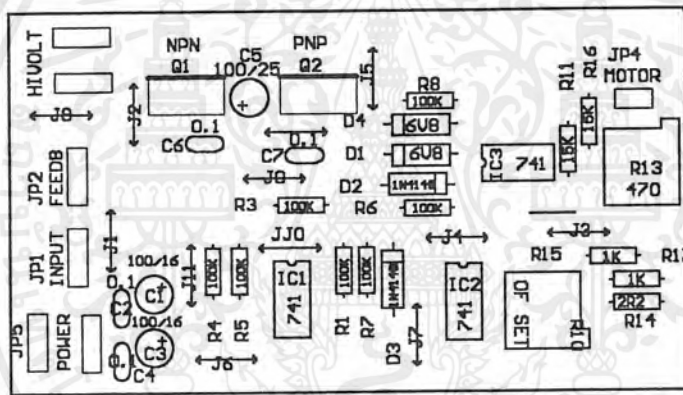 HIVOLT
J8
J2
NPN
Q1
C5
100/25
PNP
Q2
J5
R8
100K
D4
6V8
D1
6V8
D2
1N4148
R6
100K
R11
15K
R16
15K
JP4
MOTOR
IC3
741
R13
470
0.1
C6
0.1
C7
J8
R3
100K
JP2
FEEDB
JP1
INPUT
J1
100/16
C1
C2
J11
100K
R4
100K
R5
JJ0
IC1
741
100K
R1
100K
R7
1N4148
D3
J4
IC2
741
J7
J3
R15
1K
1K
2R2
R14
OF SET
R10
JP5
POWER
100/16
C3
C4
J6